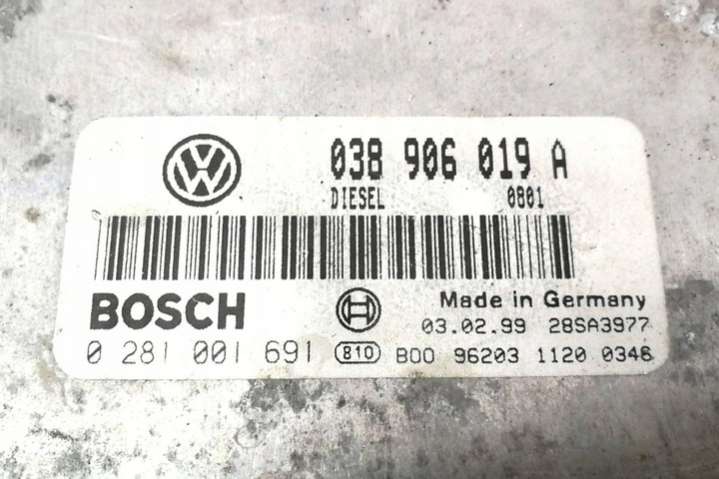 VW
038 906 019 A
DIESEL 0801
BOSCH
Made in Germany
03.02.99 28SA3977
0 281 001 691 810 B00 96203 1120 0346